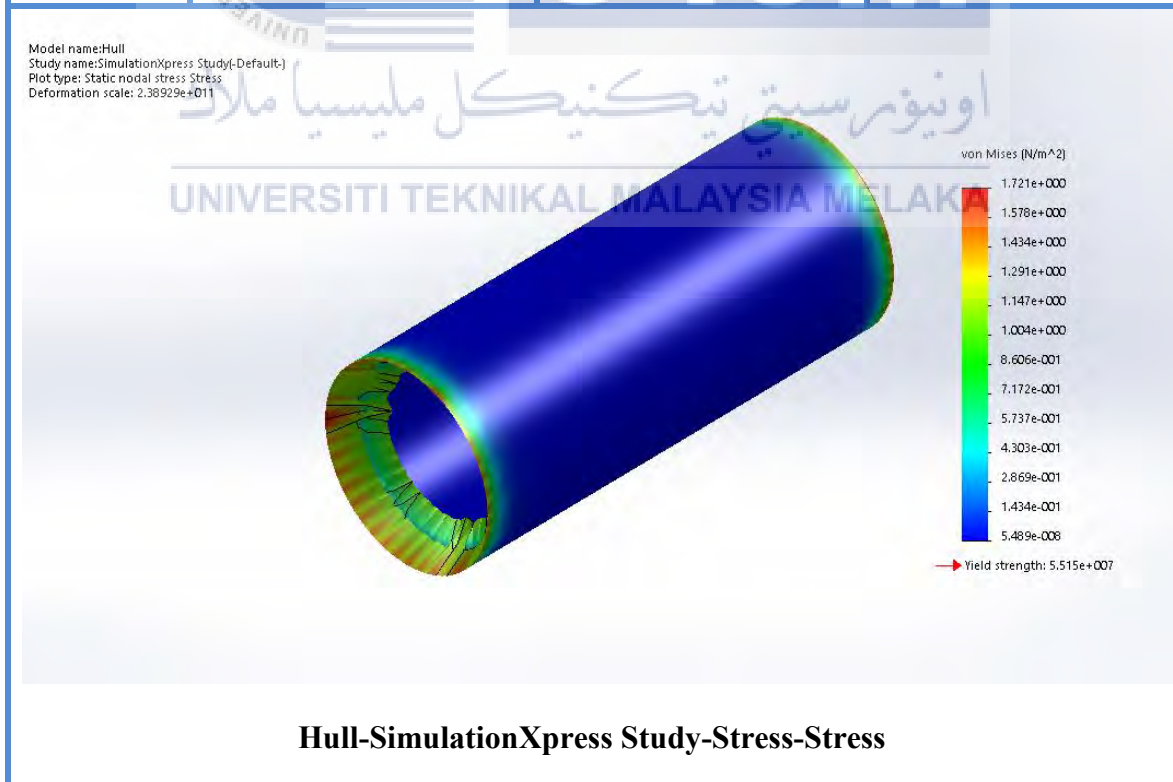 Model name:Hull
Study name:SimulationXpress Study(-Default-)
Plot type: Static nodal stress Stress
Deformation scale: 2.38929e+011
اونيۏرسيتي تيكنيكل مليسيا ملاك
UNIVERSITI TEKNIKAL MALAYSIA MELAKA
von Mises (N/m^2)
1.721e+000
1.578e+000
1.434e+000
1.291e+000
1.147e+000
1.004e+000
8.606e-001
7.172e-001
5.737e-001
4.303e-001
2.869e-001
1.434e-001
5.489e-008
Yield strength: 5.515e+007
Hull-SimulationXpress Study-Stress-Stress